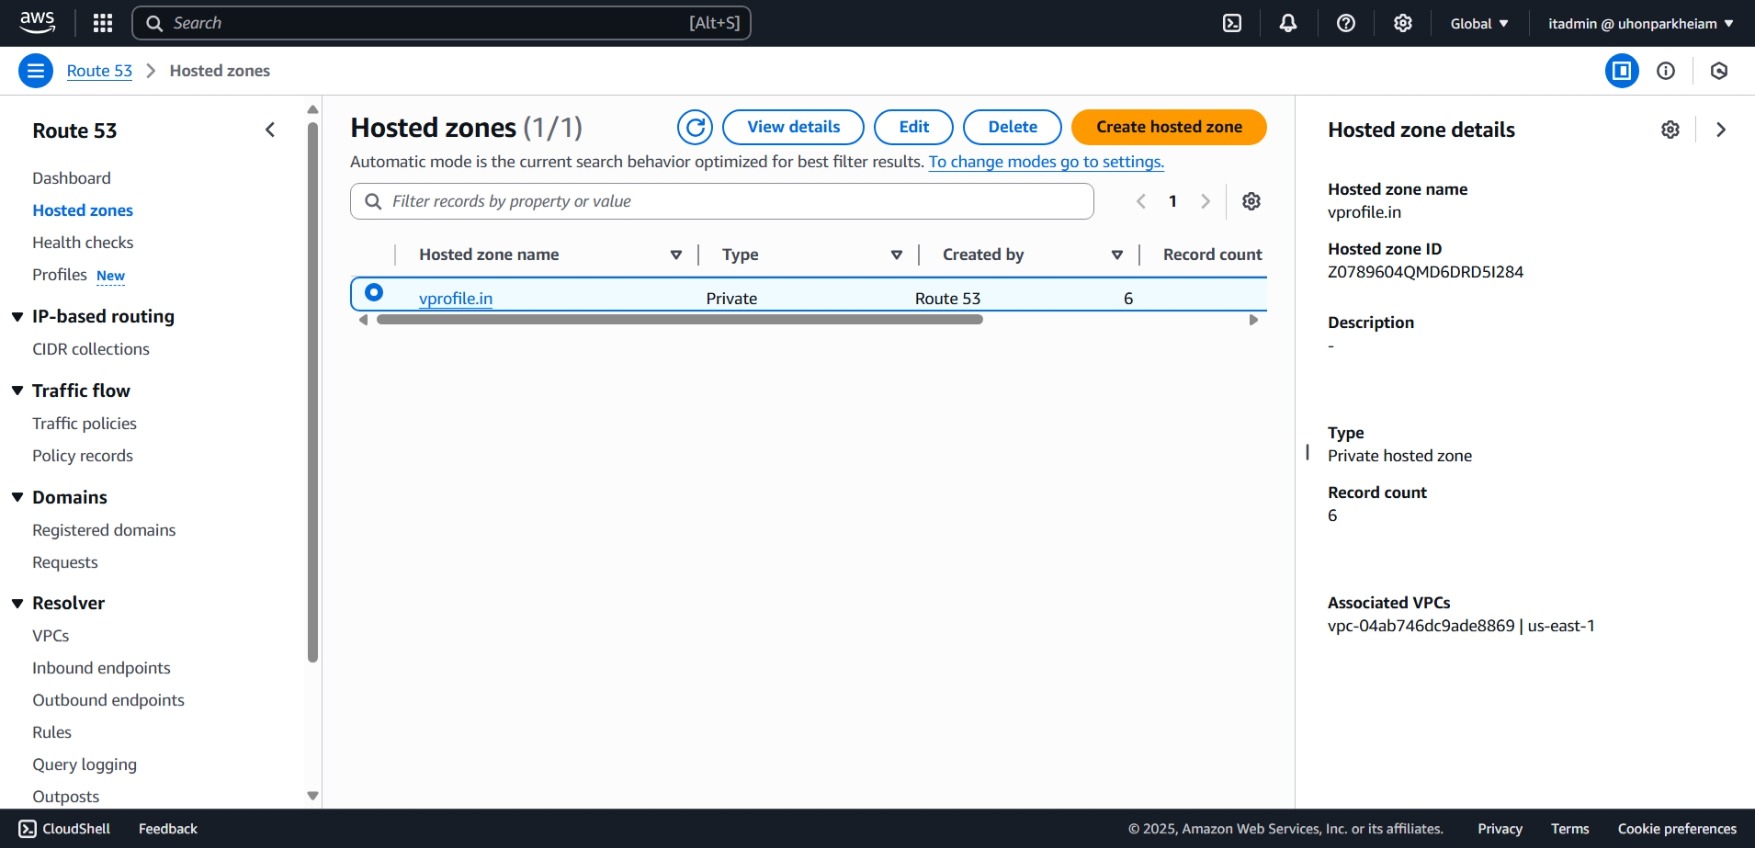 aws
Search [Alt+S]
Global
itadmin @ uhonparkheiam
Route 53
Hosted zones
Route 53
Dashboard
Hosted zones
Health checks
Profiles New
IP-based routing
CIDR collections
Traffic flow
Traffic policies
Policy records
Domains
Registered domains
Requests
Resolver
VPCs
Inbound endpoints
Outbound endpoints
Rules
Query logging
Outposts
Hosted zones (1/1)
View details
Edit
Delete
Create hosted zone
Automatic mode is the current search behavior optimized for best filter results. To change modes go to settings.
Filter records by property or value
1
Hosted zone name Type Created by Record count
vprofile.in Private Route 53 6
Hosted zone details
Hosted zone name
vprofile.in
Hosted zone ID
Z0789604QMD6DRD5I284
Description
-
Type
Private hosted zone
Record count
6
Associated VPCs
vpc-04ab746dc9ade8869 | us-east-1
CloudShell
Feedback
© 2025, Amazon Web Services, Inc. or its affiliates.
Privacy
Terms
Cookie preferences